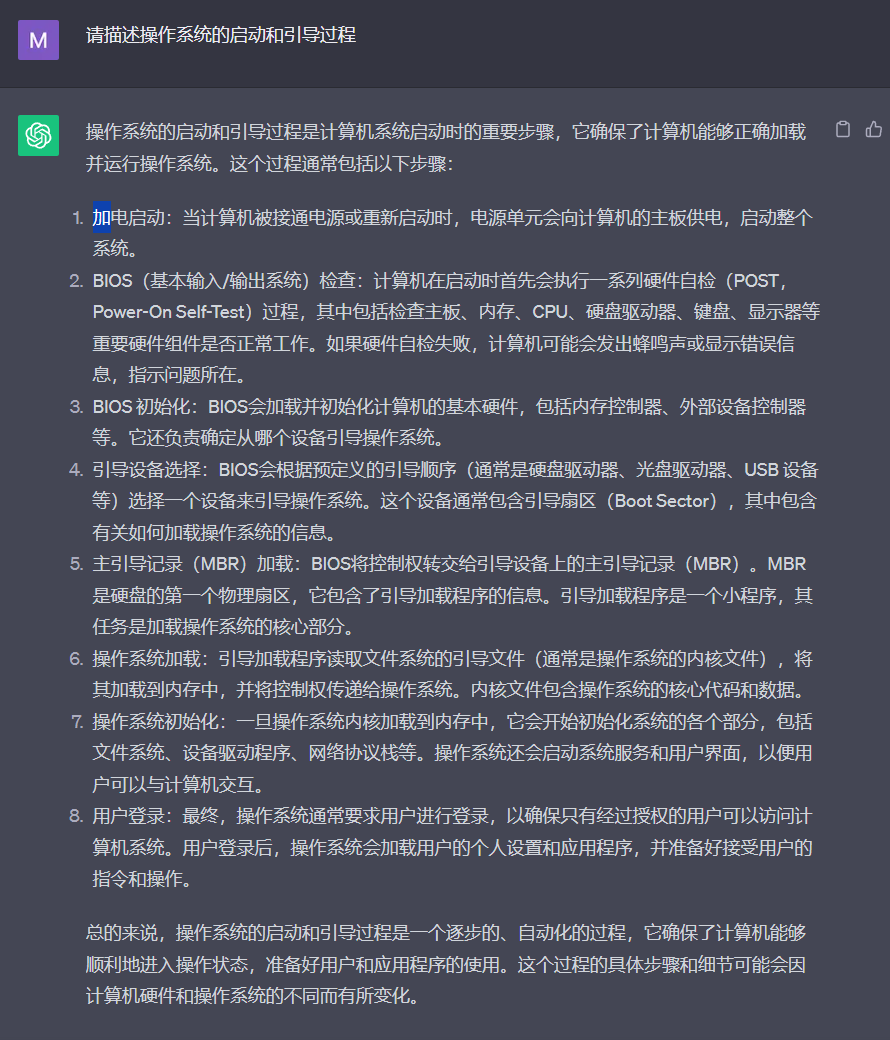 M
请描述操作系统的启动和引导过程
操作系统的启动和引导过程是计算机系统启动时的重要步骤，它确保了计算机能够正确加载
并运行操作系统。这个过程通常包括以下步骤：
1. 加电启动：当计算机被接通电源或重新启动时，电源单元会向计算机的主板供电，启动整个
系统。
2. BIOS（基本输入/输出系统）检查：计算机在启动时首先会执行一系列硬件自检（POST，
Power-On Self-Test）过程，其中包括检查主板、内存、CPU、硬盘驱动器、键盘、显示器等
重要硬件组件是否正常工作。如果硬件自检失败，计算机可能会发出蜂鸣声或显示错误信
息，指示问题所在。
3. BIOS 初始化：BIOS会加载并初始化计算机的基本硬件，包括内存控制器、外部设备控制器
等。它还负责确定从哪个设备引导操作系统。
4. 引导设备选择：BIOS会根据预定义的引导顺序（通常是硬盘驱动器、光盘驱动器、USB 设备
等）选择一个设备来引导操作系统。这个设备通常包含引导扇区（Boot Sector），其中包含
有关如何加载操作系统的信息。
5. 主引导记录（MBR）加载：BIOS将控制权转交给引导设备上的主引导记录（MBR）。MBR
是硬盘的第一个物理扇区，它包含了引导加载程序的信息。引导加载程序是一个小程序，其
任务是加载操作系统的核心部分。
6. 操作系统加载：引导加载程序读取文件系统的引导文件（通常是操作系统的内核文件），将
其加载到内存中，并将控制权传递给操作系统。内核文件包含操作系统的核心代码和数据。
7. 操作系统初始化：一旦操作系统内核加载到内存中，它会开始初始化系统的各个部分，包括
文件系统、设备驱动程序、网络协议栈等。操作系统还会启动系统服务和用户界面，以便用
户可以与计算机交互。
8. 用户登录：最终，操作系统通常要求用户进行登录，以确保只有经过授权的用户可以访问计
算机系统。用户登录后，操作系统会加载用户的个人设置和应用程序，并准备好接受用户的
指令和操作。
总的来说，操作系统的启动和引导过程是一个逐步的、自动化的过程，它确保了计算机能够
顺利地进入操作状态，准备好用户和应用程序的使用。这个过程的具体步骤和细节可能会因
计算机硬件和操作系统的不同而有所变化。